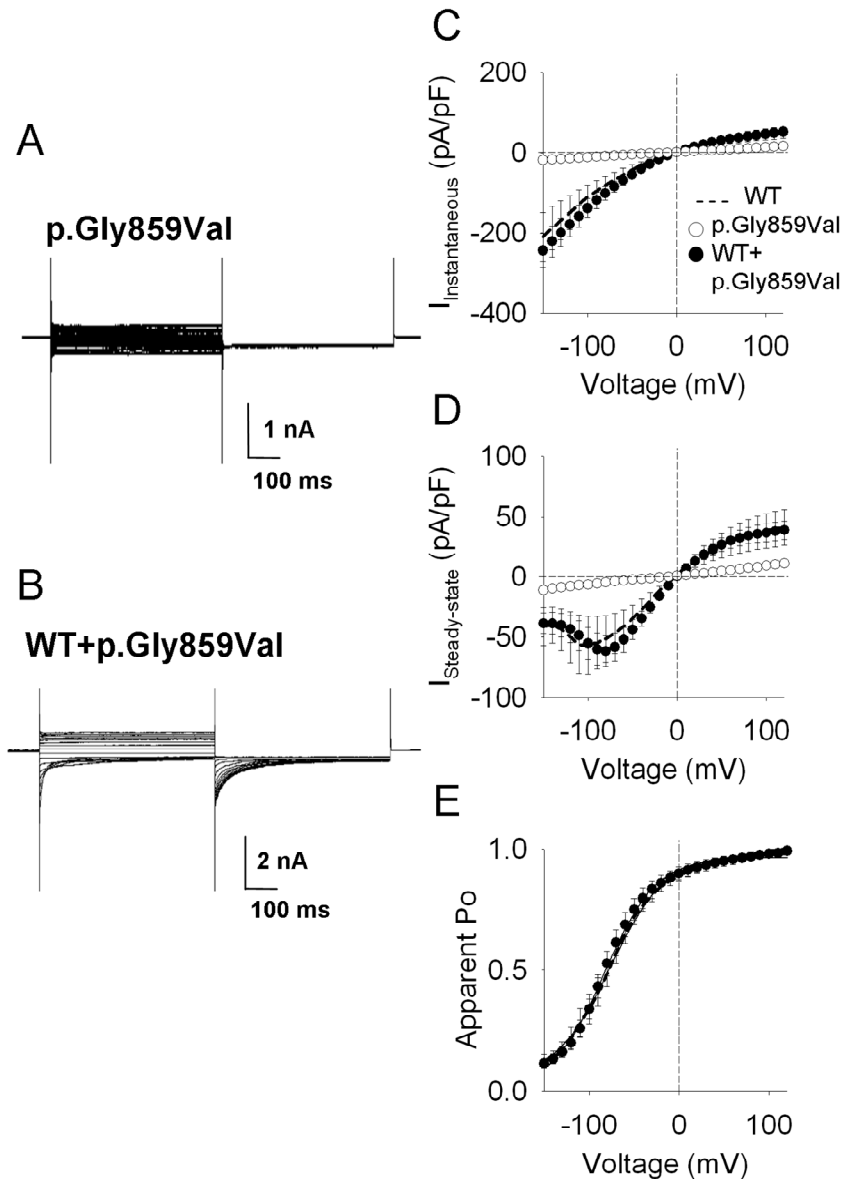 A
p.Gly859Val
1 nA
100 ms
B
WT+p.Gly859Val
2 nA
100 ms
C
I Instantaneous (pA/pF)
200
0
-200
-400
WT
p.Gly859Val
WT+
p.Gly859Val
-100 0 100
Voltage (mV)
D
I Steady-state (pA/pF)
100
50
0
-50
-100
-100 0 100
Voltage (mV)
E
Apparent Po
1.0
0.5
0.0
-100 0 100
Voltage (mV)